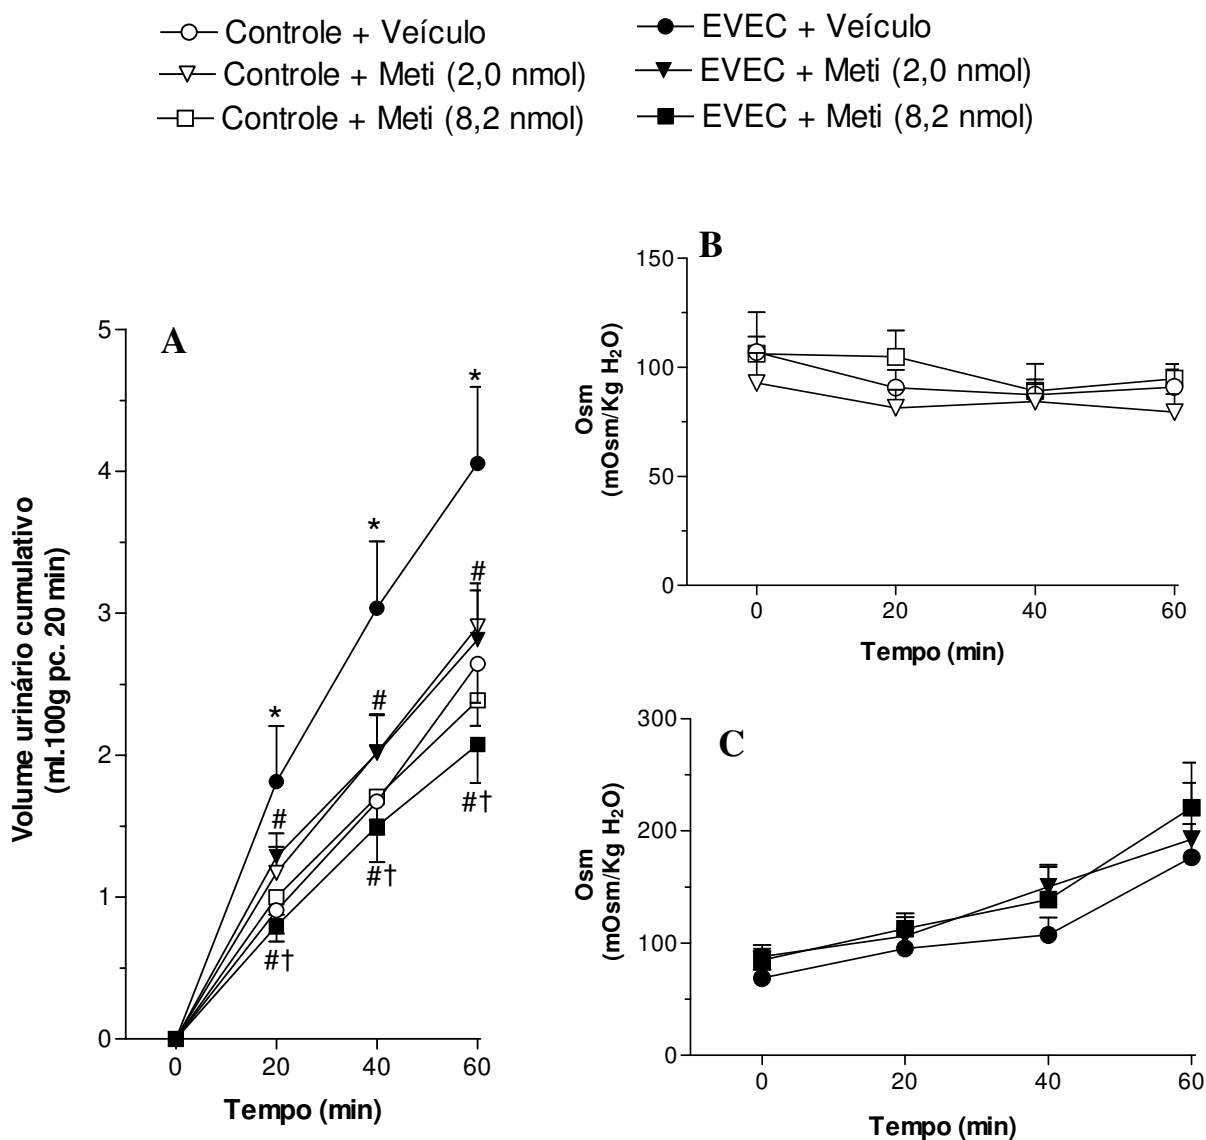 Controle + Veículo
Controle + Meti (2,0 nmol)
Controle + Meti (8,2 nmol)
EVEC + Veículo
EVEC + Meti (2,0 nmol)
EVEC + Meti (8,2 nmol)
A
Volume urinário cumulativo
(ml.100g pc. 20 min)
5
4
3
2
1
0
*
*
*
#
#
#
#†
#†
#†
0 20 40 60
Tempo (min)
B
Osm
(mOsm/Kg H₂O)
150
100
50
0
0 20 40 60
Tempo (min)
C
Osm
(mOsm/Kg H₂O)
300
200
100
0
0 20 40 60
Tempo (min)